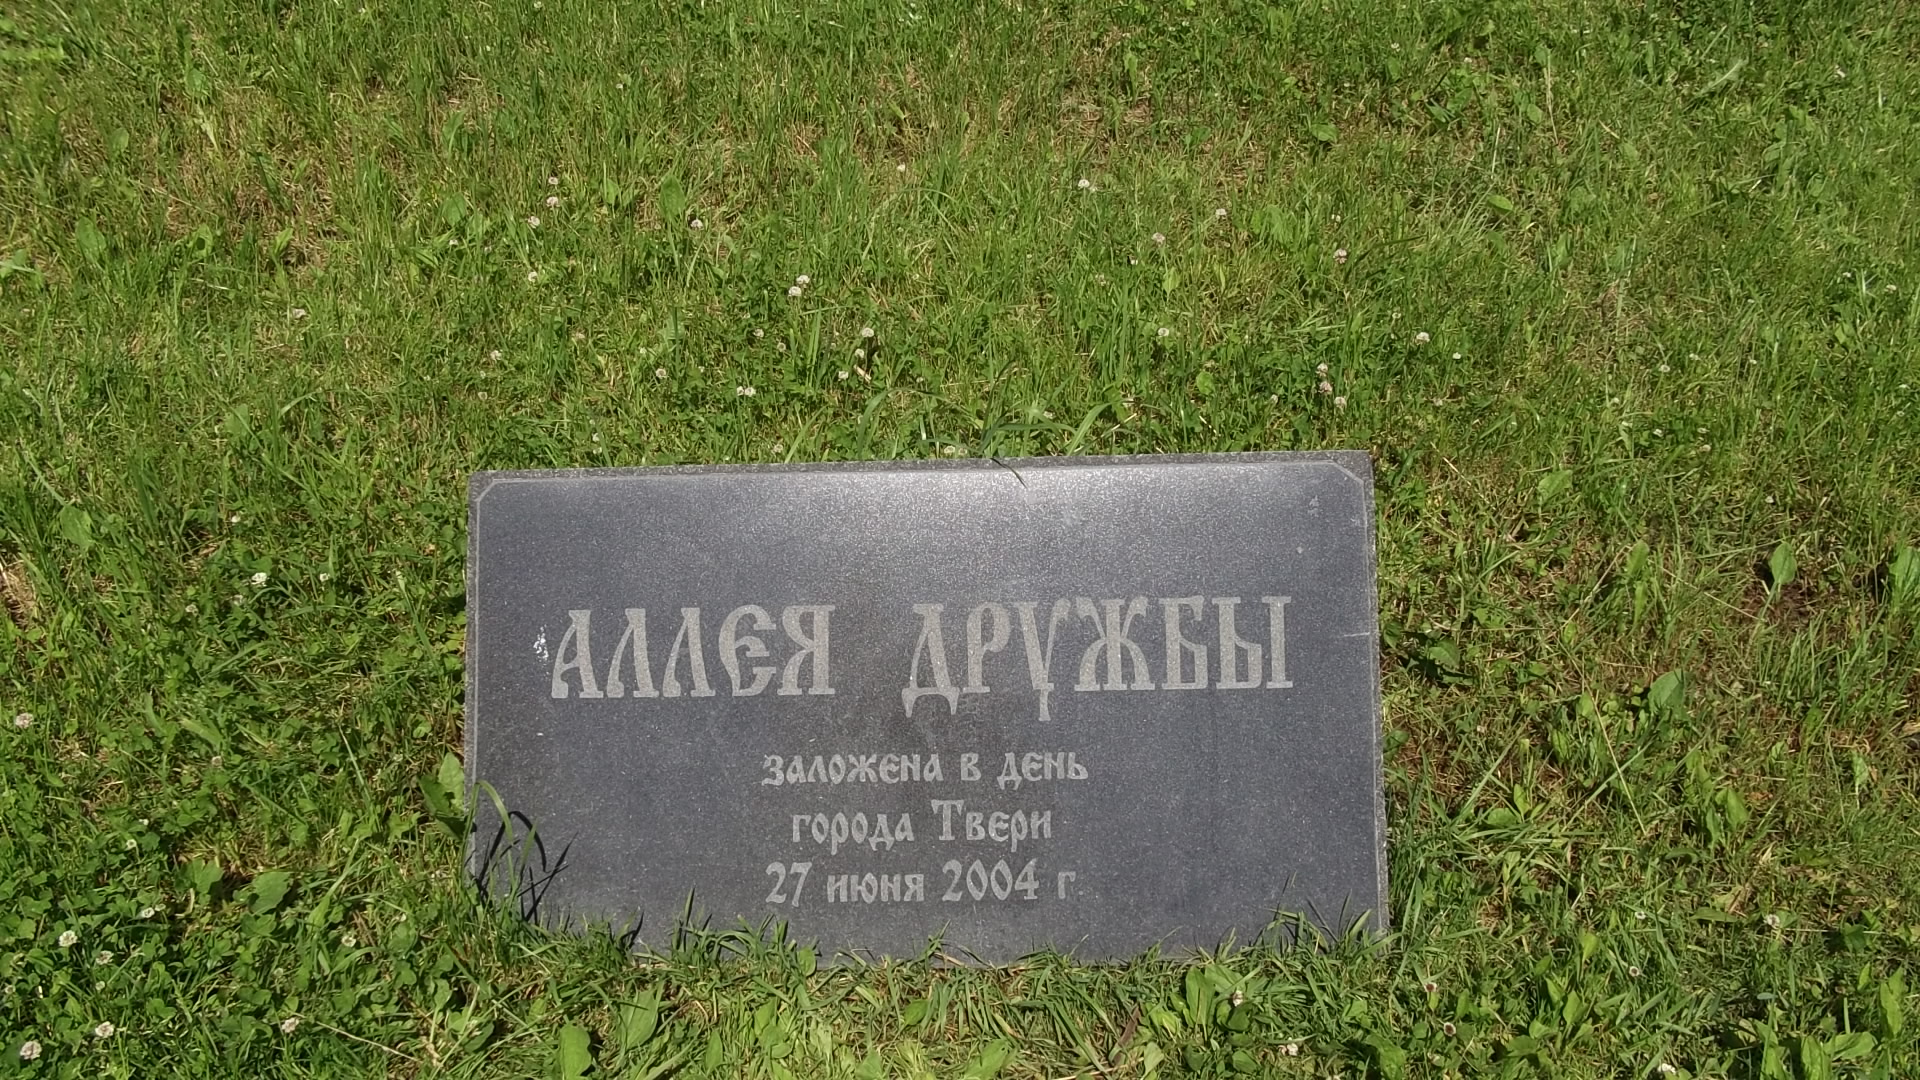 АЛЛЕЯ ДРУЖБЫ
заложена в день
города Твери
27 июня 2004 г.